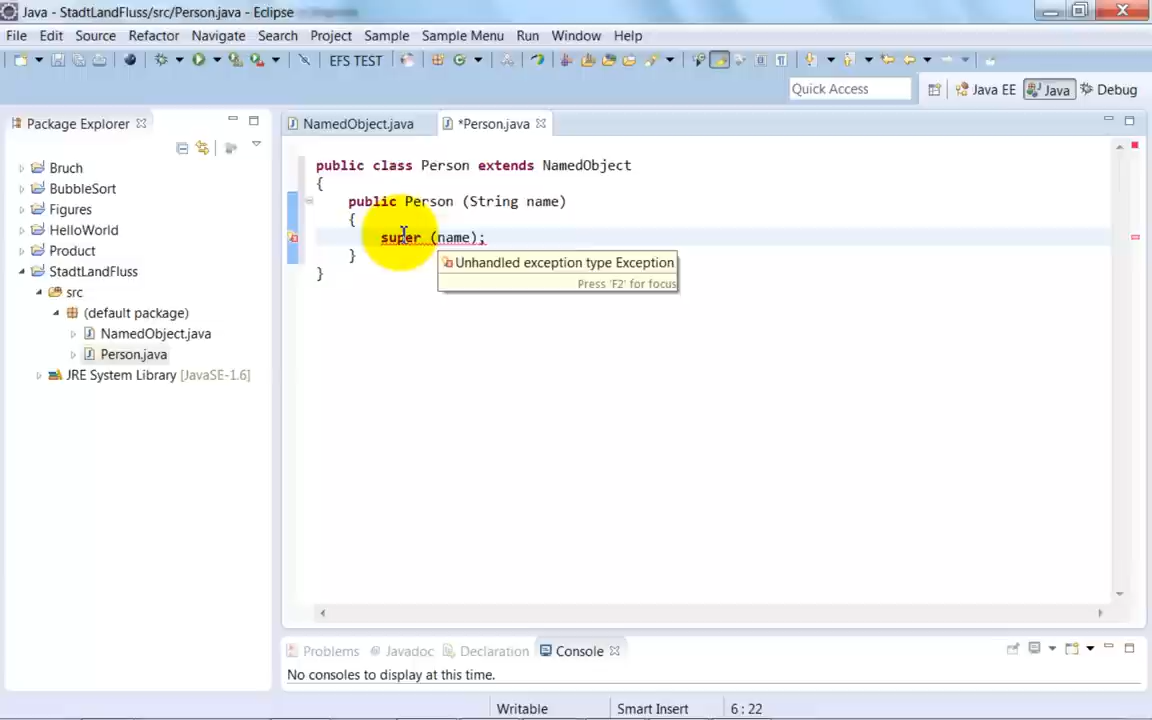 Java - StadtLandFluss/src/Person.java - Eclipse
File Edit Source Refactor Navigate Search Project Sample Sample Menu Run Window Help
EFS TEST
Quick Access
Java EE
Java
Debug
Package Explorer
NamedObject.java
*Person.java
Bruch
BubbleSort
Figures
HelloWorld
Product
StadtLandFluss
src
(default package)
NamedObject.java
Person.java
JRE System Library [JavaSE-1.6]
public class Person extends NamedObject
{
public Person (String name)
{
super (name);
}
}
Unhandled exception type Exception
Press 'F2' for focus
Problems
Javadoc
Declaration
Console
No consoles to display at this time.
Writable
Smart Insert
6 : 22